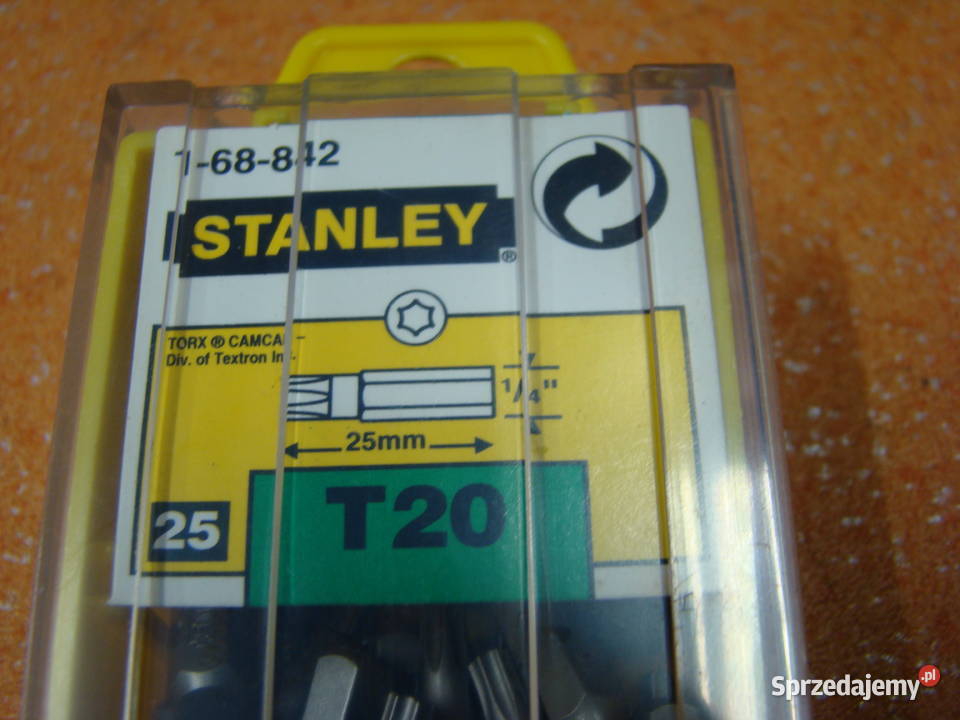 1-68-842
STANLEY®
TORX ® CAMCAR
Div. of Textron Inc.
1/4"
25mm
T20
25
Sprzedajemy.pl